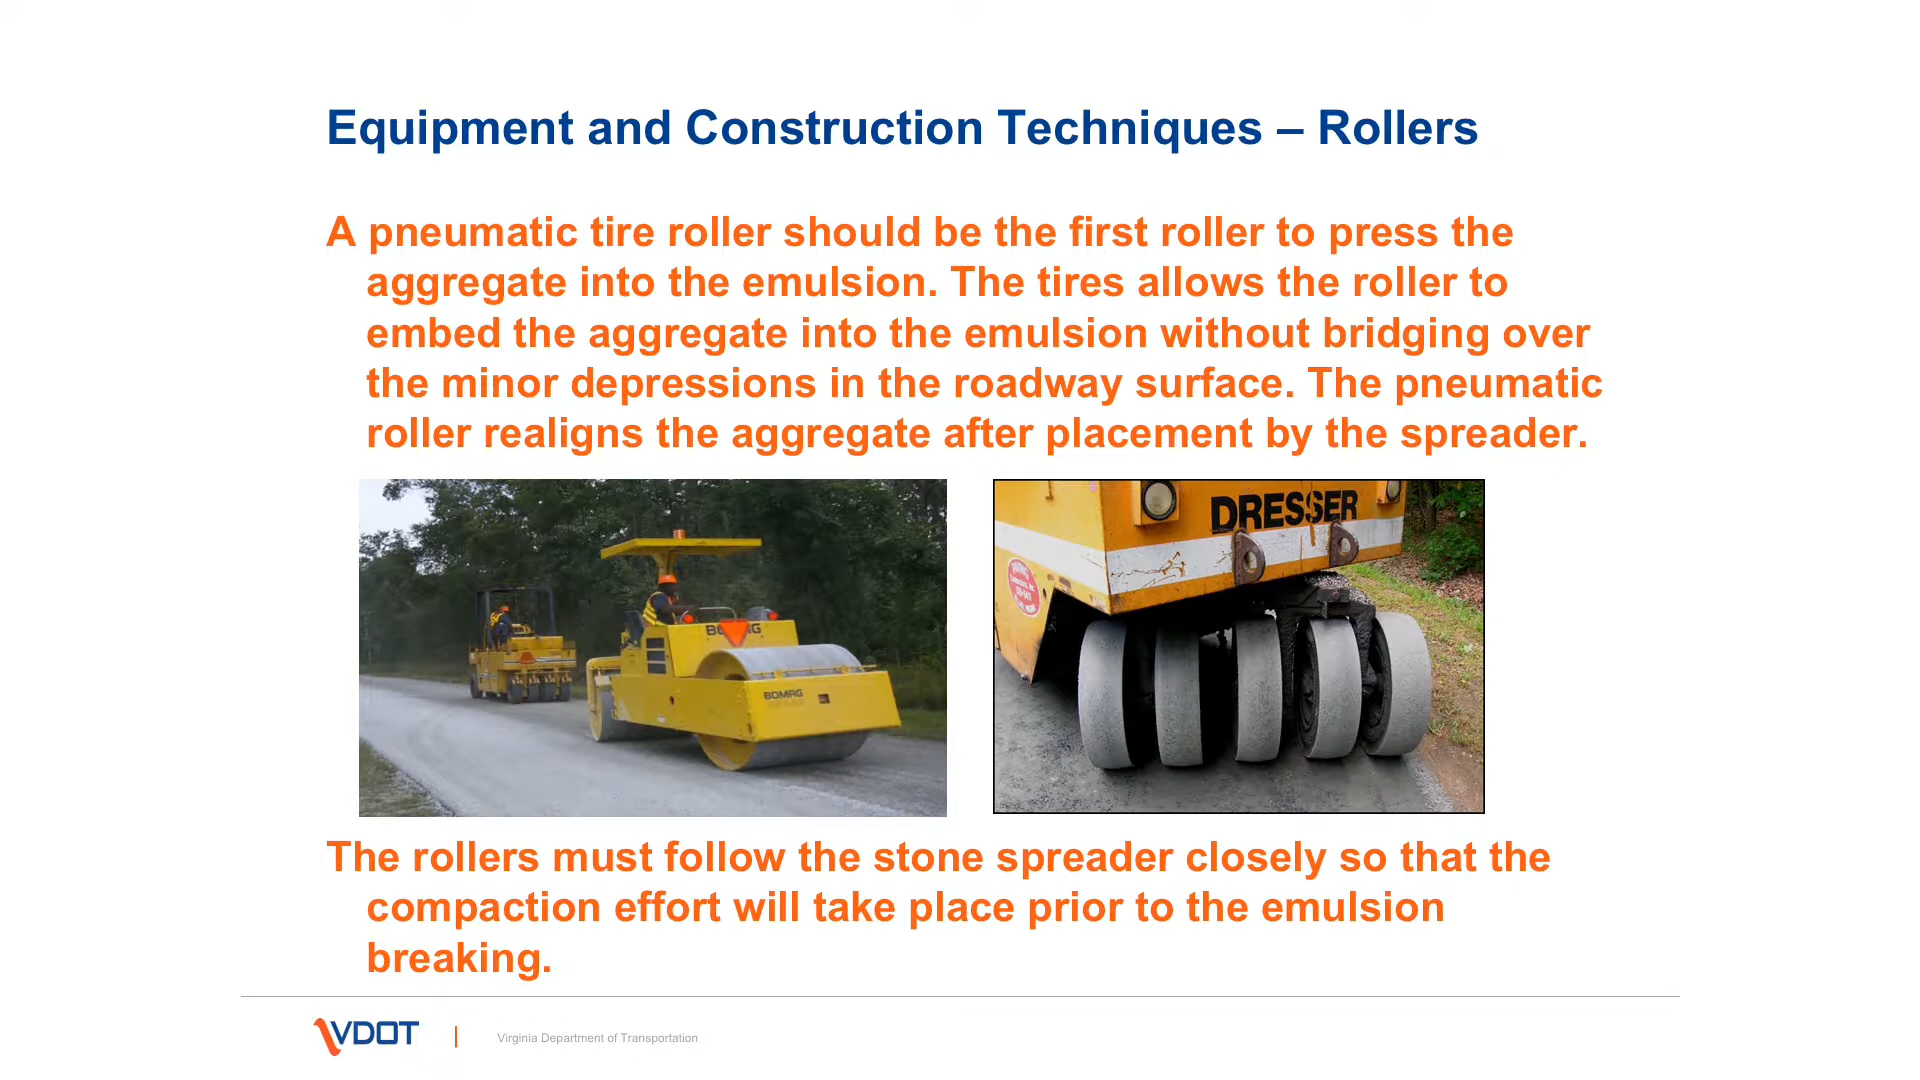 Equipment and Construction Techniques – Rollers
A pneumatic tire roller should be the first roller to press the
aggregate into the emulsion. The tires allows the roller to
embed the aggregate into the emulsion without bridging over
the minor depressions in the roadway surface. The pneumatic
roller realigns the aggregate after placement by the spreader.
BOMAG
BOMAG
DRESSER
The rollers must follow the stone spreader closely so that the
compaction effort will take place prior to the emulsion
breaking.
VDOT
Virginia Department of Transportation